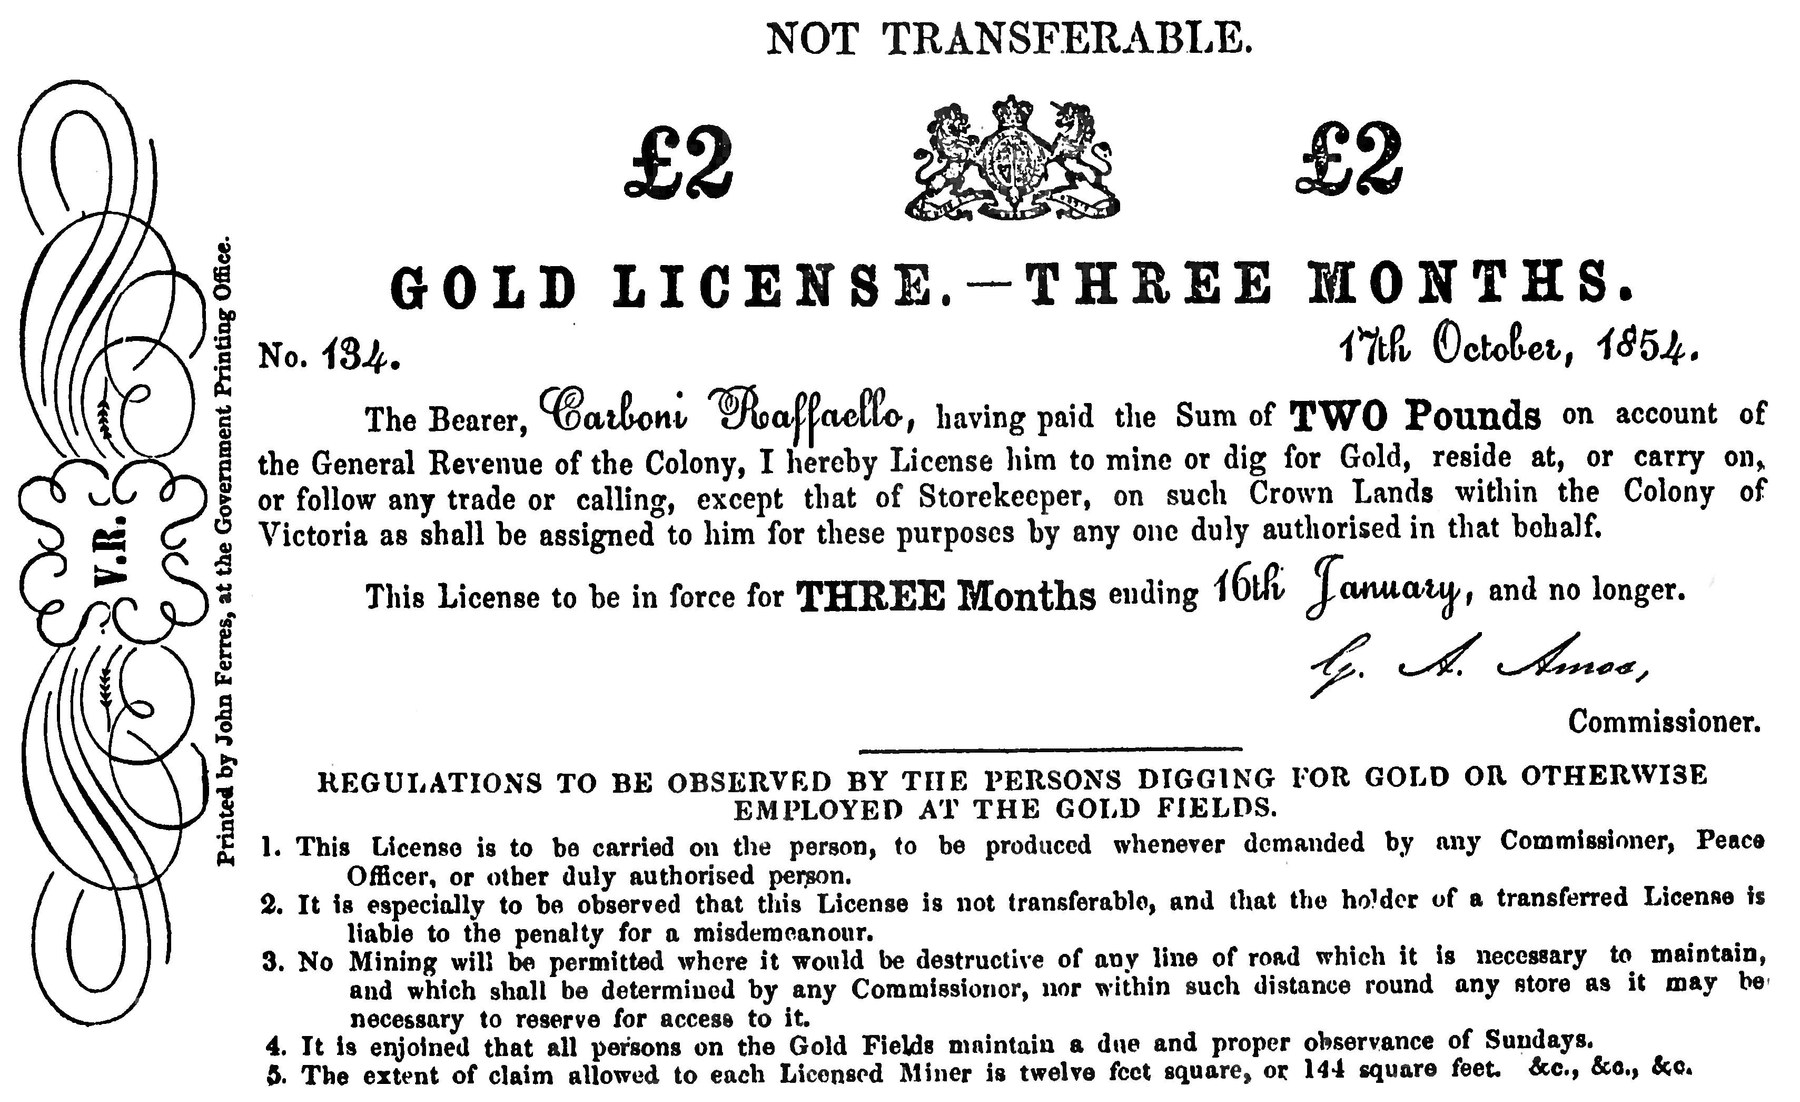 NOT TRANSFERABLE.
£2 £2
GOLD LICENSE.—THREE MONTHS.
No. 134. 17th October, 1854.
The Bearer, Carboni Raffaello, having paid the Sum of TWO Pounds on account of
the General Revenue of the Colony, I hereby License him to mine or dig for Gold, reside at, or carry on,
or follow any trade or calling, except that of Storekeeper, on such Crown Lands within the Colony of
Victoria as shall be assigned to him for these purposes by any one duly authorised in that behalf.
This License to be in force for THREE Months ending 16th January, and no longer.
G. A. Amos,
Commissioner.
REGULATIONS TO BE OBSERVED BY THE PERSONS DIGGING FOR GOLD OR OTHERWISE
EMPLOYED AT THE GOLD FIELDS.
1. This License is to be carried on the person, to be produced whenever demanded by any Commissioner, Peace
Officer, or other duly authorised person.
2. It is especially to be observed that this License is not transferable, and that the holder of a transferred License is
liable to the penalty for a misdemeanour.
3. No Mining will be permitted where it would be destructive of any line of road which it is necessary to maintain,
and which shall be determined by any Commissioner, nor within such distance round any store as it may be
necessary to reserve for access to it.
4. It is enjoined that all persons on the Gold Fields maintain a due and proper observance of Sundays.
5. The extent of claim allowed to each Licensed Miner is twelve feet square, or 144 square feet. &c., &c., &c.
V.R.
Printed by John Ferres, at the Government Printing Office.